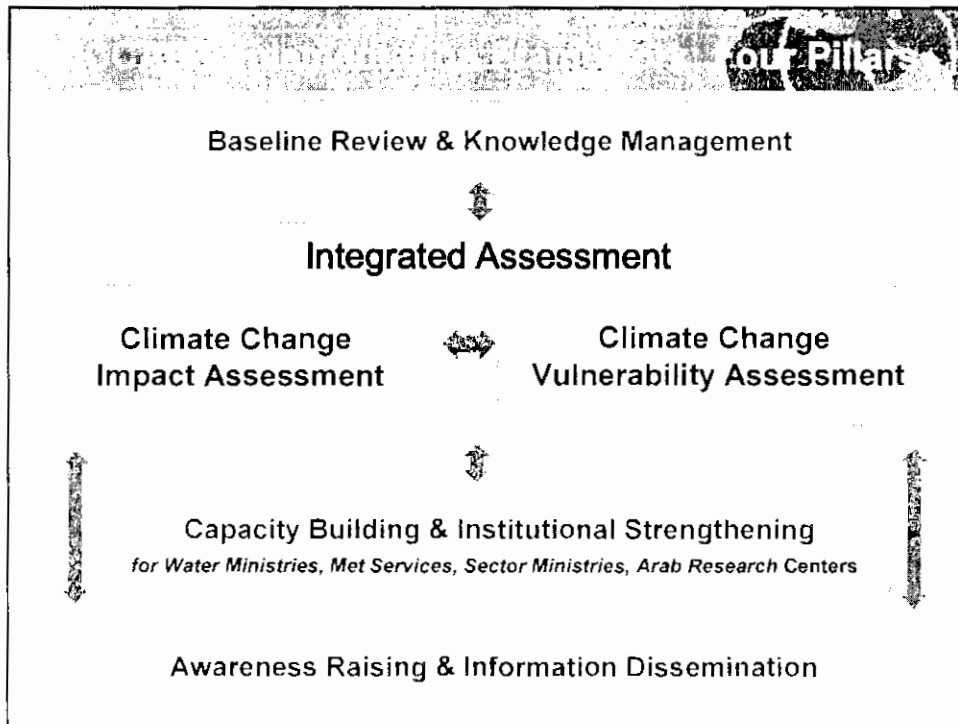 our Pillars
Baseline Review & Knowledge Management
Integrated Assessment
Climate Change
Impact Assessment
Climate Change
Vulnerability Assessment
Capacity Building & Institutional Strengthening
for Water Ministries, Met Services, Sector Ministries, Arab Research Centers
Awareness Raising & Information Dissemination